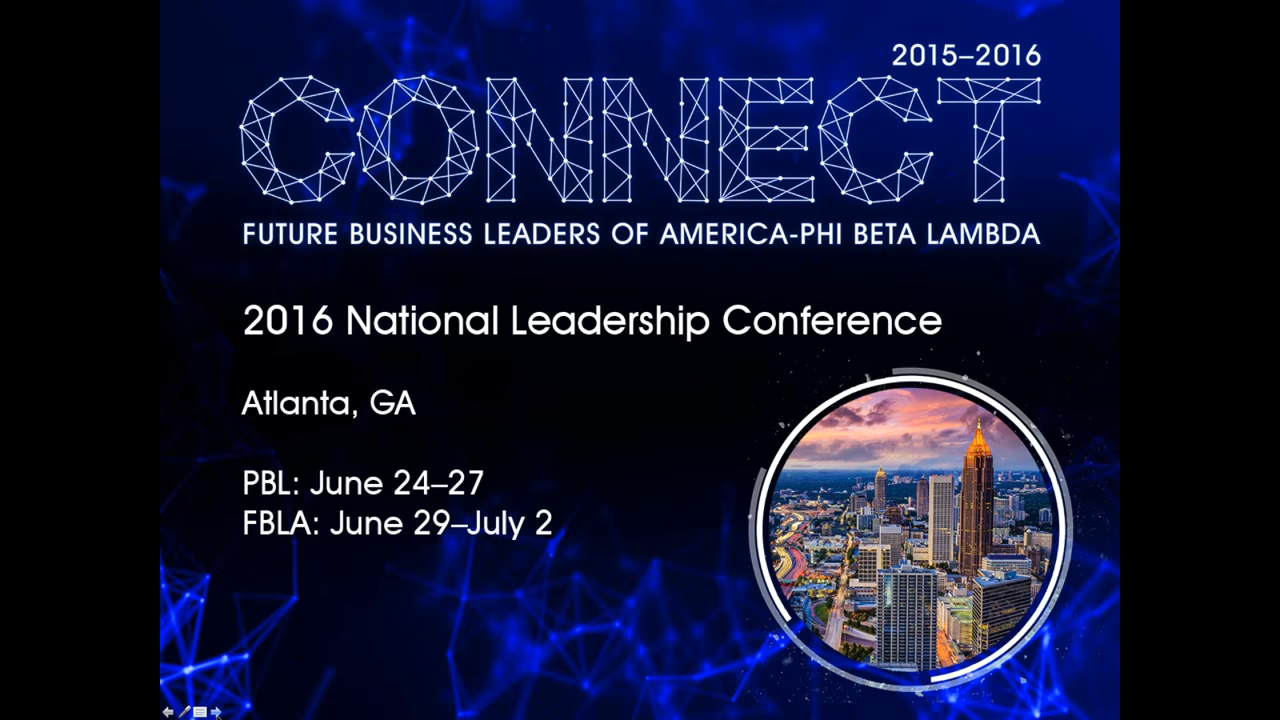 2015–2016
CONNECT
FUTURE BUSINESS LEADERS OF AMERICA-PHI BETA LAMBDA
2016 National Leadership Conference
Atlanta, GA
PBL: June 24–27
FBLA: June 29–July 2